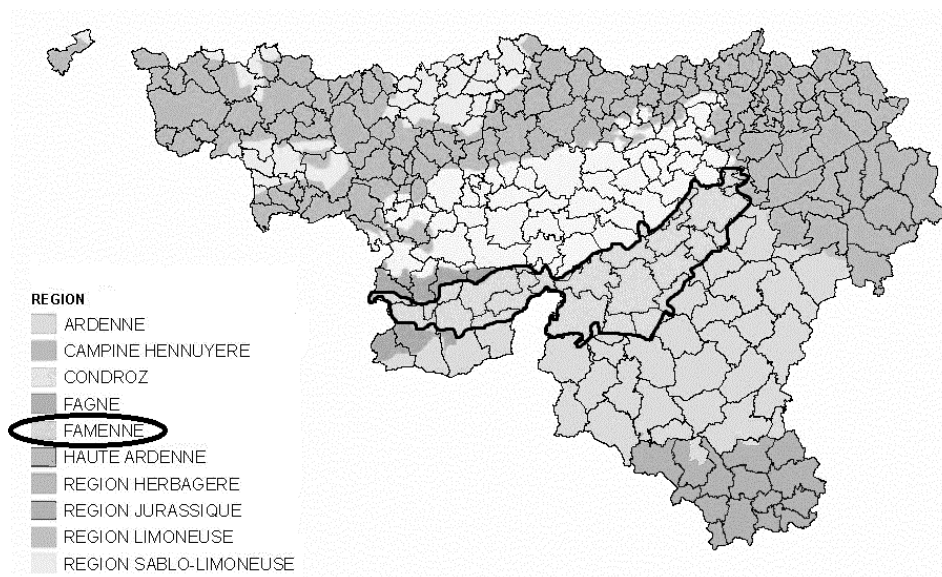 REGION
ARDENNE
CAMPINE HENNUYERE
CONDROZ
FAGNE
FAMENNE
HAUTE ARDENNE
REGION HERBAGERE
REGION JURASSIQUE
REGION LIMONEUSE
REGION SABLO-LIMONEUSE